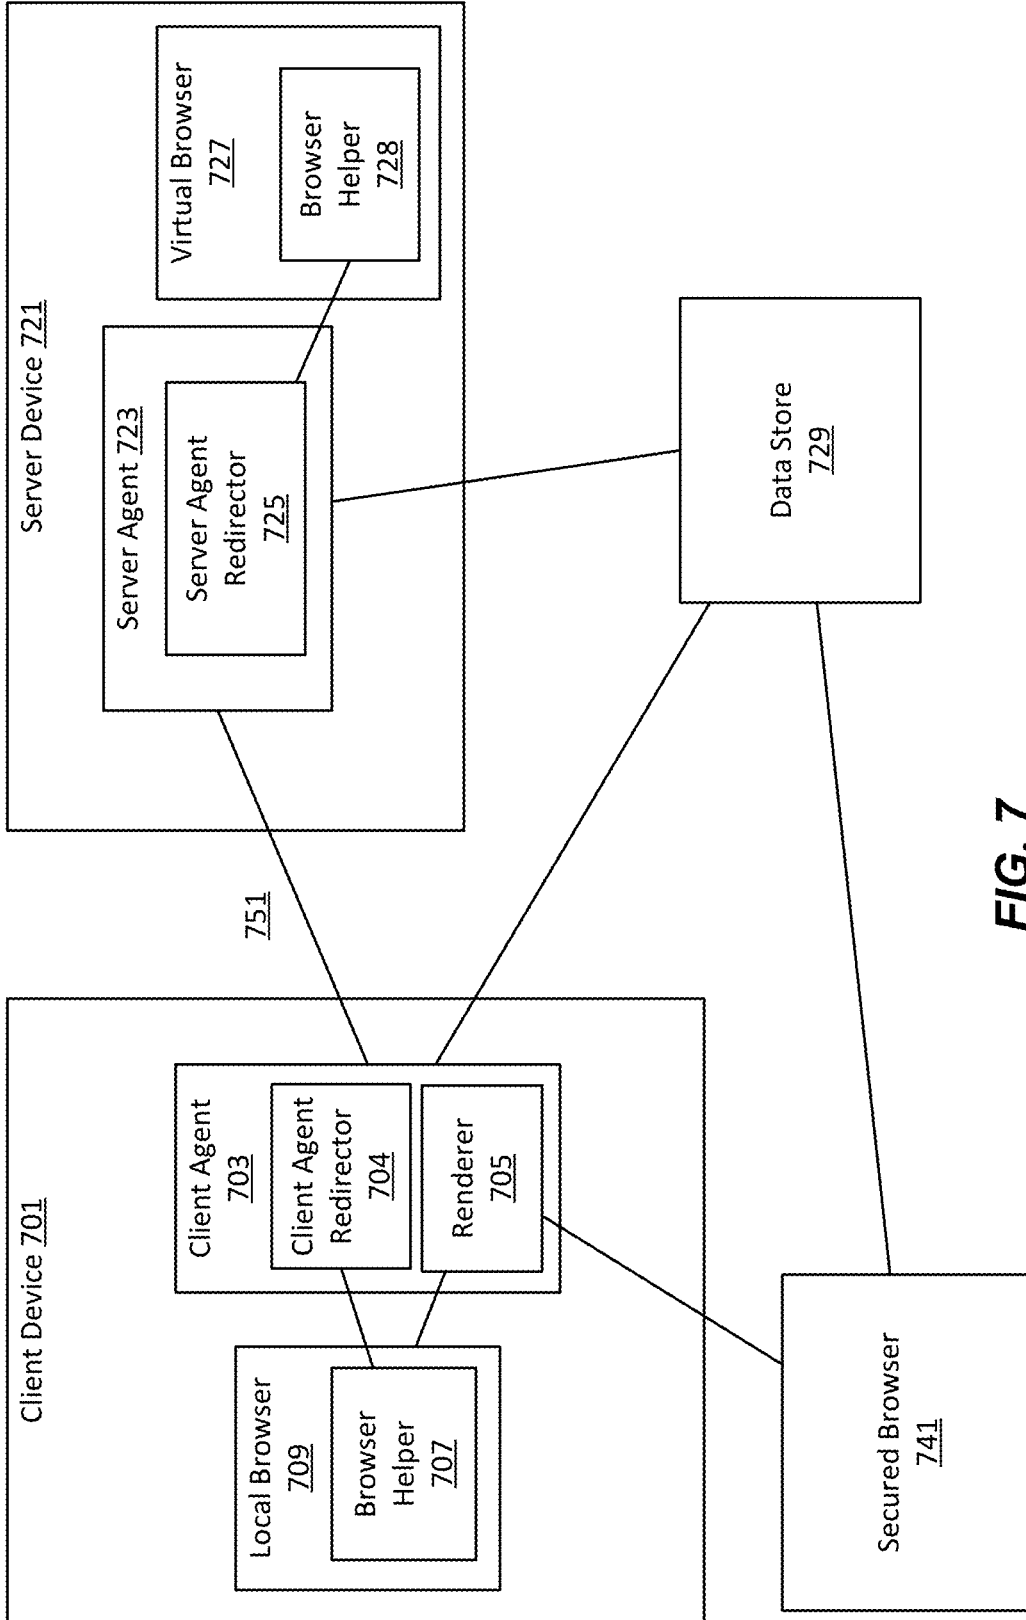 Client Device 701
Local Browser
709
Browser
Helper
707
Client Agent
703
Client Agent
Redirector
704
Renderer
705
751
Server Device 721
Server Agent 723
Server Agent
Redirector
725
Virtual Browser
727
Browser
Helper
728
Secured Browser
741
Data Store
729
FIG. 7